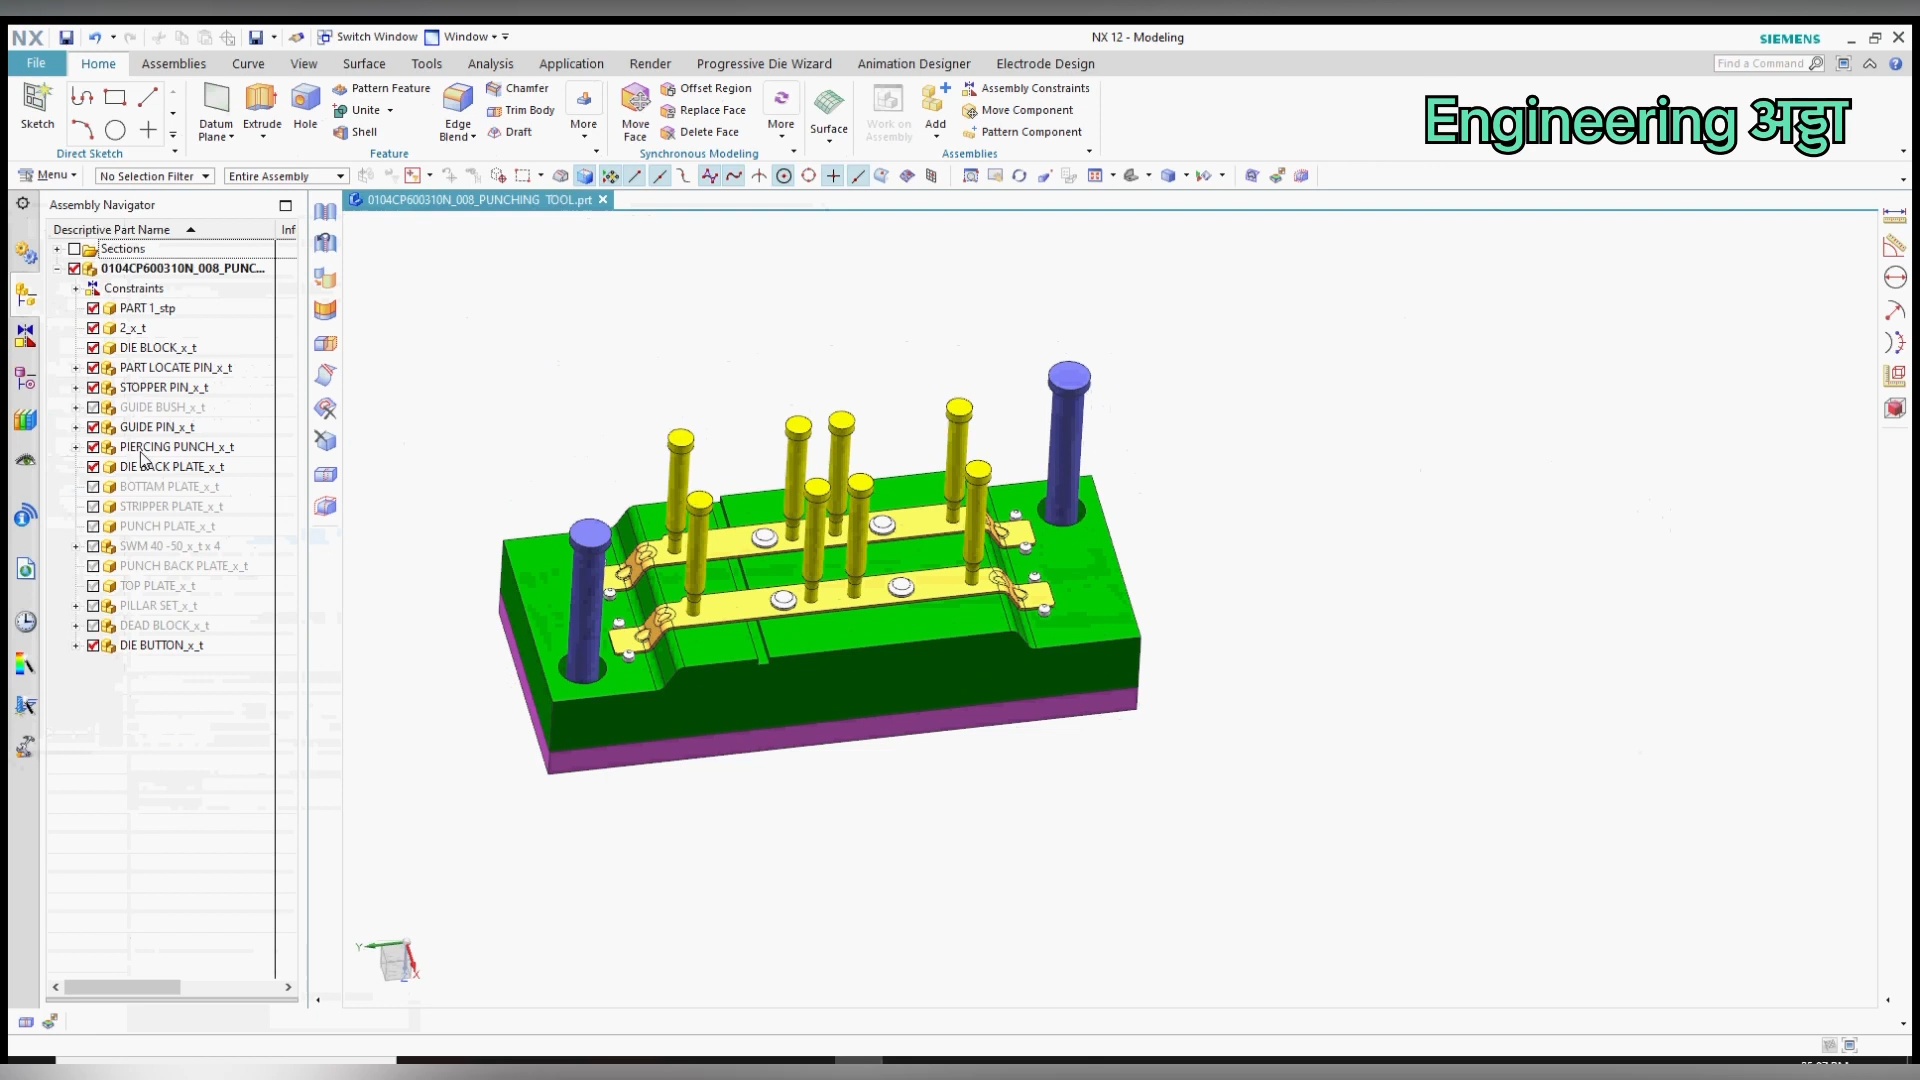 NX
Switch Window
Window
NX 12 - Modeling
SIEMENS
File
Home
Assemblies
Curve
View
Surface
Tools
Analysis
Application
Render
Progressive Die Wizard
Animation Designer
Electrode Design
Find a Command
Sketch
Direct Sketch
Datum Plane
Extrude
Hole
Pattern Feature
Unite
Shell
Edge Blend
Chamfer
Trim Body
Draft
More
Feature
Move Face
Offset Region
Replace Face
Delete Face
More
Synchronous Modeling
Surface
Work on Assembly
Add
Assembly Constraints
Move Component
Pattern Component
Assemblies
Engineering अड्डा
Menu
No Selection Filter
Entire Assembly
Assembly Navigator
0104CP600310N_008_PUNCHING TOOL.prt
Descriptive Part Name
Inf
Sections
0104CP600310N_008_PUNC...
Constraints
PART 1_stp
2_x_t
DIE BLOCK_x_t
PART LOCATE PIN_x_t
STOPPER PIN_x_t
GUIDE BUSH_x_t
GUIDE PIN_x_t
PIERCING PUNCH_x_t
DIE BACK PLATE_x_t
BOTTAM PLATE_x_t
STRIPPER PLATE_x_t
PUNCH PLATE_x_t
SWM 40 -50_x_t x 4
PUNCH BACK PLATE_x_t
TOP PLATE_x_t
PILLAR SET_x_t
DEAD BLOCK_x_t
DIE BUTTON_x_t
Y
X
Z